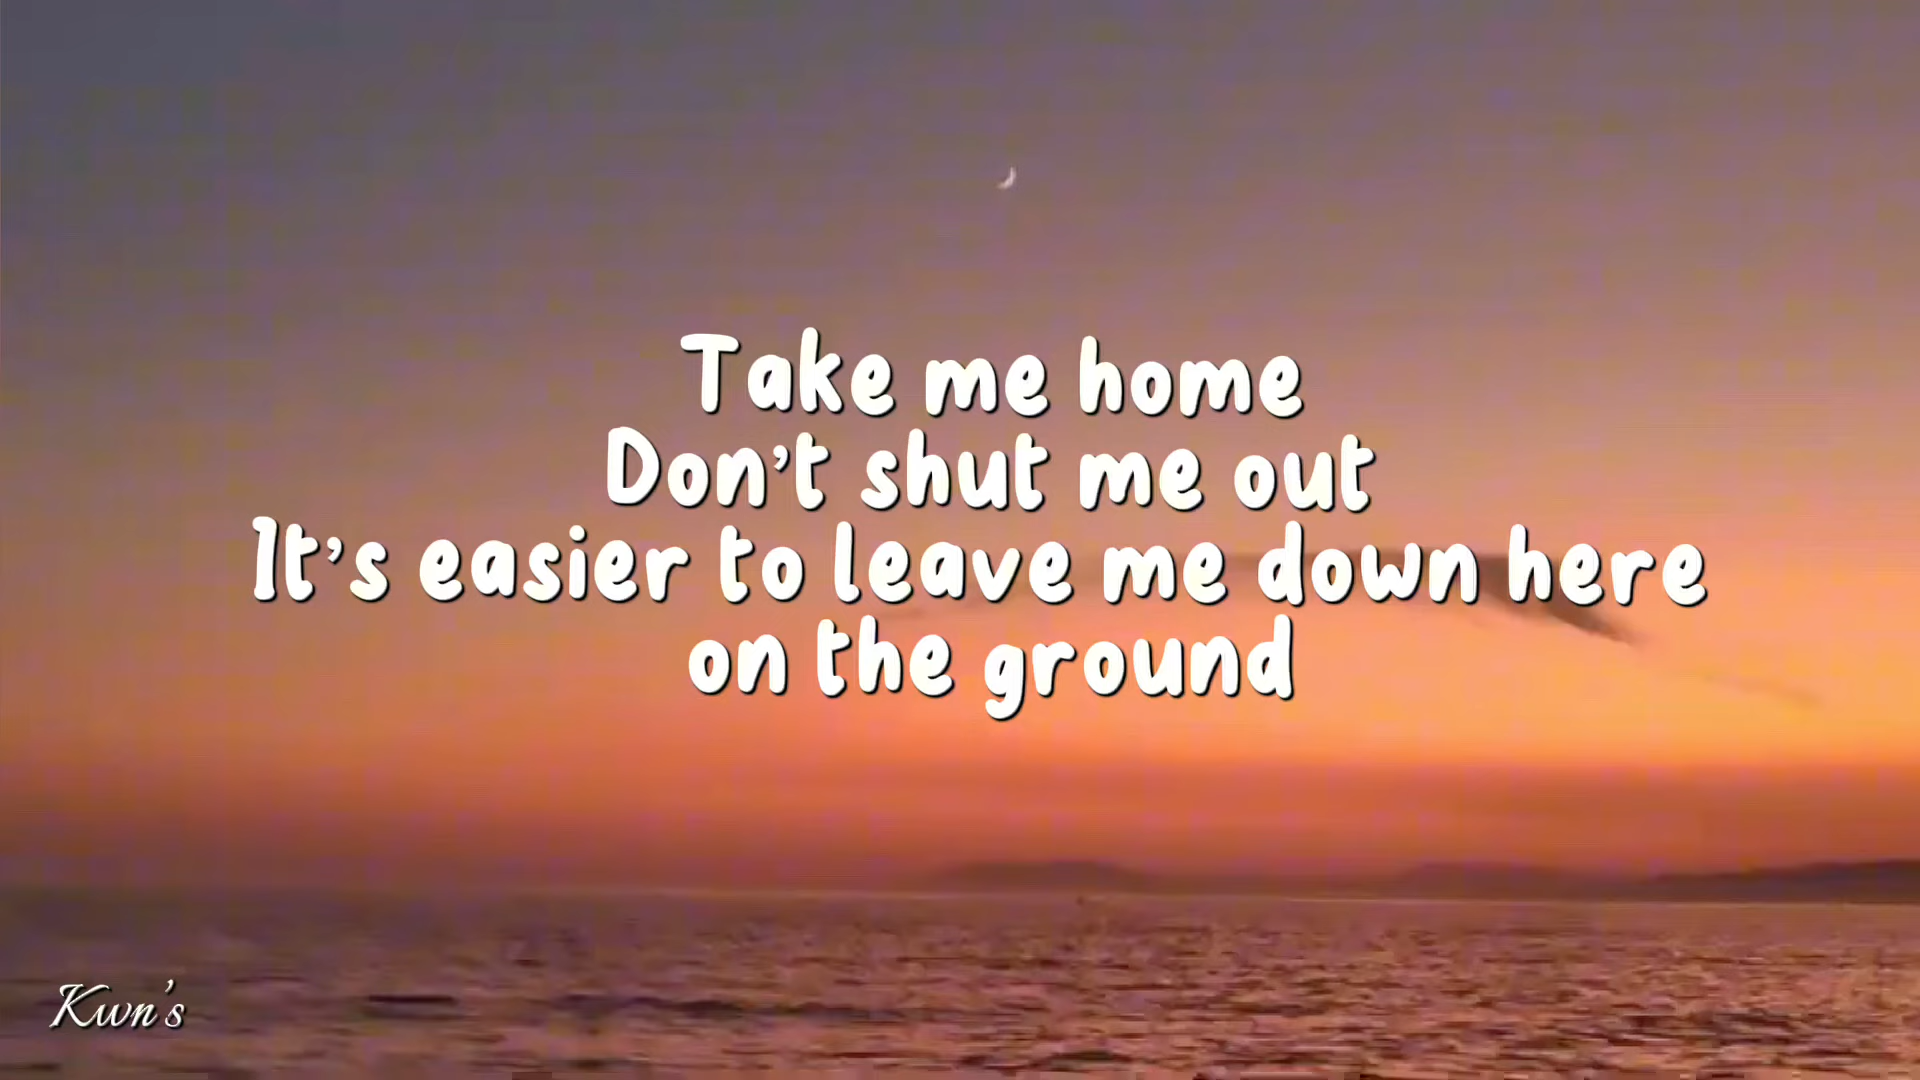 Take me home
Don't shut me out
It's easier to leave me down here
on the ground
Kwn's